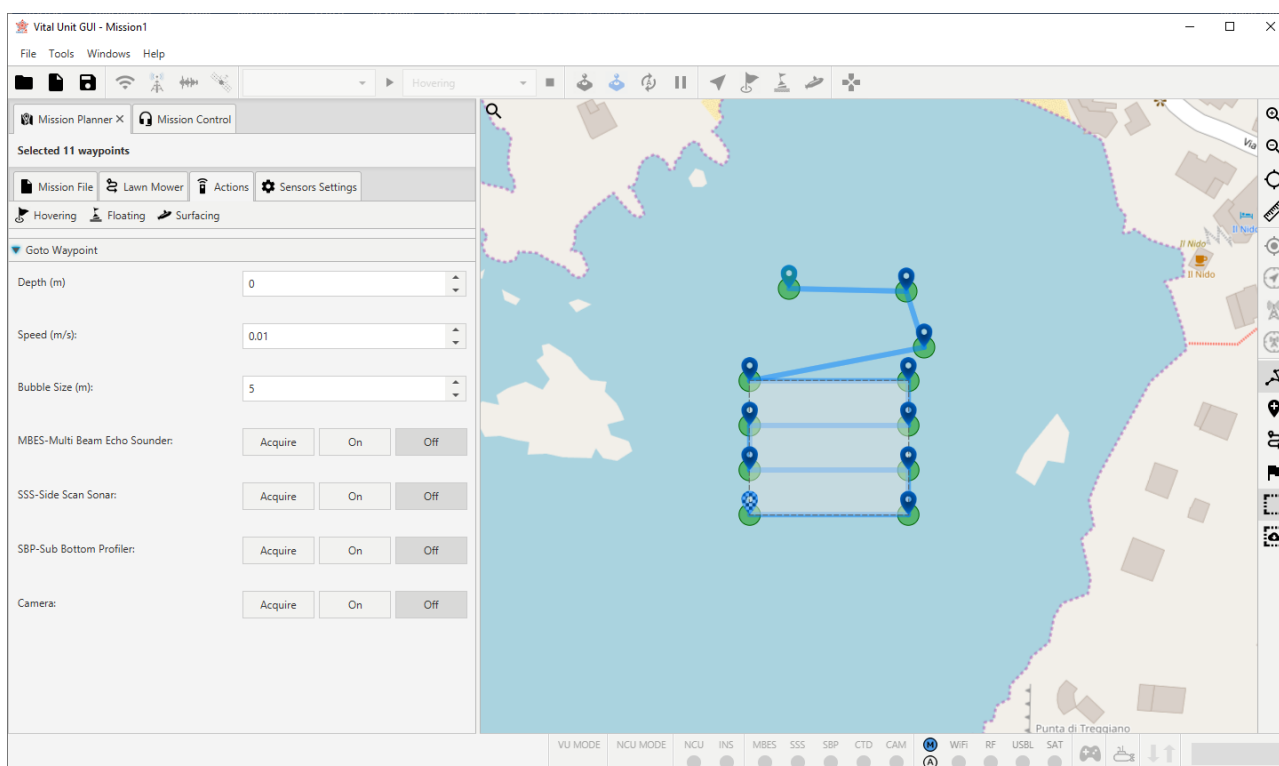 Vital Unit GUI - Mission1
File Tools Windows Help
Hovering
Mission Planner Mission Control
Selected 11 waypoints
Mission File Lawn Mower Actions Sensors Settings
Hovering Floating Surfacing
Goto Waypoint
Depth (m) 0
Speed (m/s): 0.01
Bubble Size (m): 5
MBES-Multi Beam Echo Sounder: Acquire On Off
SSS-Side Scan Sonar: Acquire On Off
SBP-Sub Bottom Profiler: Acquire On Off
Camera: Acquire On Off
Via
Il Nido
Il Nido
Il Nido
Punta di Treggiano
VU MODE NCU MODE NCU INS MBES SSS SBP CTD CAM M WiFi RF USBL SAT
A